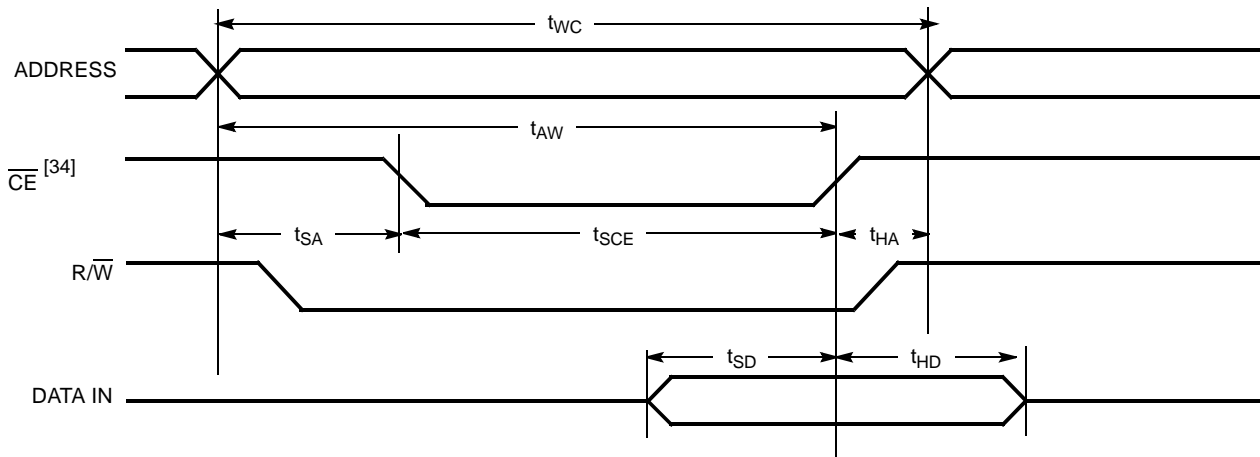 tWC
ADDRESS
tAW
CE [34]
tSA tSCE tHA
R/W
tSD tHD
DATA IN